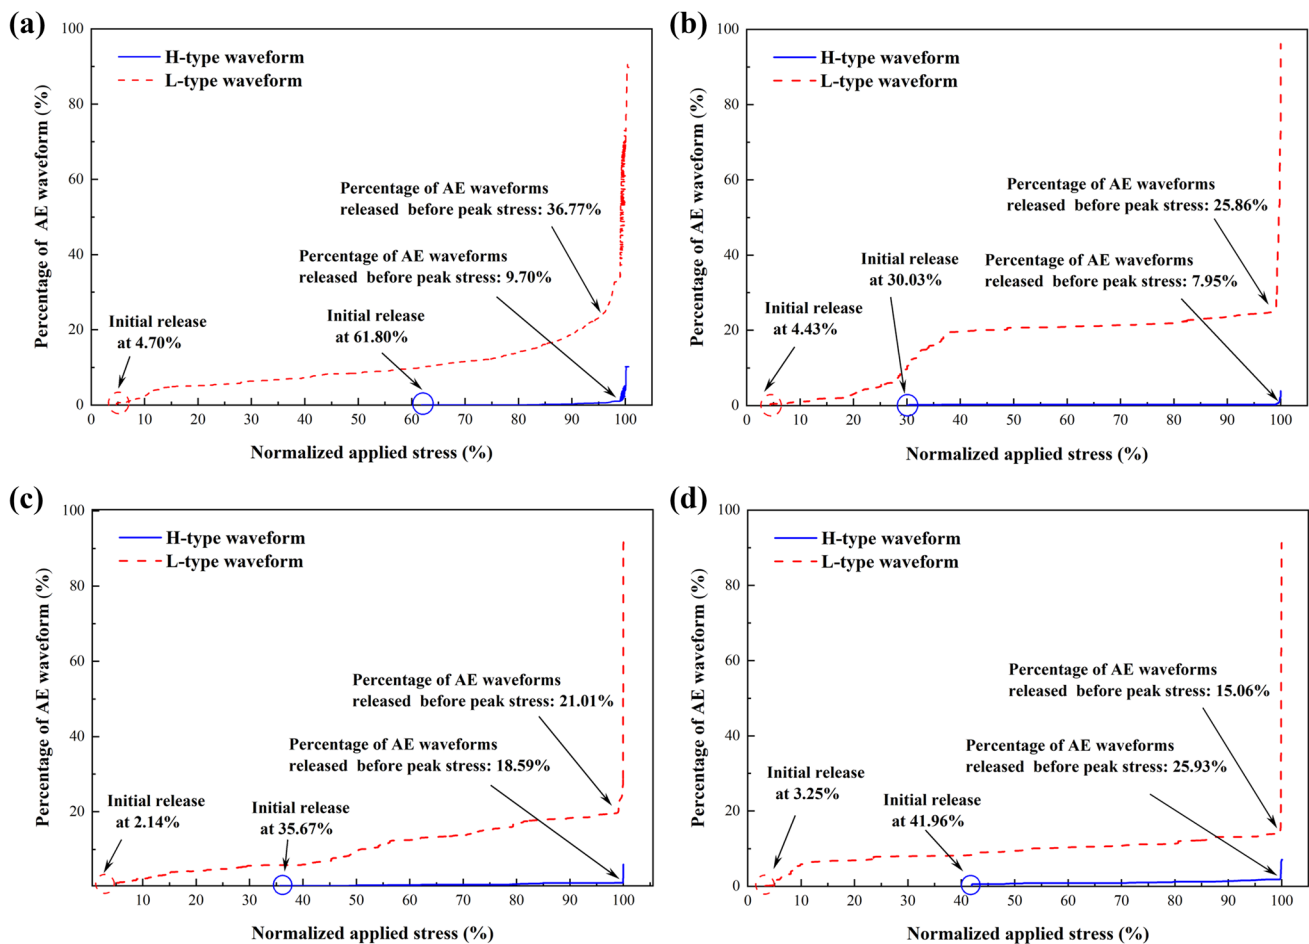 (a)
100
80
60
40
20
0
Percentage of AE waveform (%)
H-type waveform
L-type waveform
Percentage of AE waveforms
released before peak stress: 36.77%
Percentage of AE waveforms
released before peak stress: 9.70%
Initial release
at 4.70%
Initial release
at 61.80%
0 10 20 30 40 50 60 70 80 90 100
Normalized applied stress (%)
(b)
100
80
60
40
20
0
Percentage of AE waveform (%)
H-type waveform
L-type waveform
Percentage of AE waveforms
released before peak stress: 25.86%
Percentage of AE waveforms
released before peak stress: 7.95%
Initial release
at 30.03%
Initial release
at 4.43%
0 10 20 30 40 50 60 70 80 90 100
Normalized applied stress (%)
(c)
100
80
60
40
20
0
Percentage of AE waveform (%)
H-type waveform
L-type waveform
Percentage of AE waveforms
released before peak stress: 21.01%
Percentage of AE waveforms
released before peak stress: 18.59%
Initial release
at 2.14%
Initial release
at 35.67%
10 20 30 40 50 60 70 80 90 100
Normalized applied stress (%)
(d)
100
80
60
40
20
0
Percentage of AE waveform (%)
H-type waveform
L-type waveform
Percentage of AE waveforms
released before peak stress: 15.06%
Percentage of AE waveforms
released before peak stress: 25.93%
Initial release
at 3.25%
Initial release
at 41.96%
0 10 20 30 40 50 60 70 80 90 100
Normalized applied stress (%)